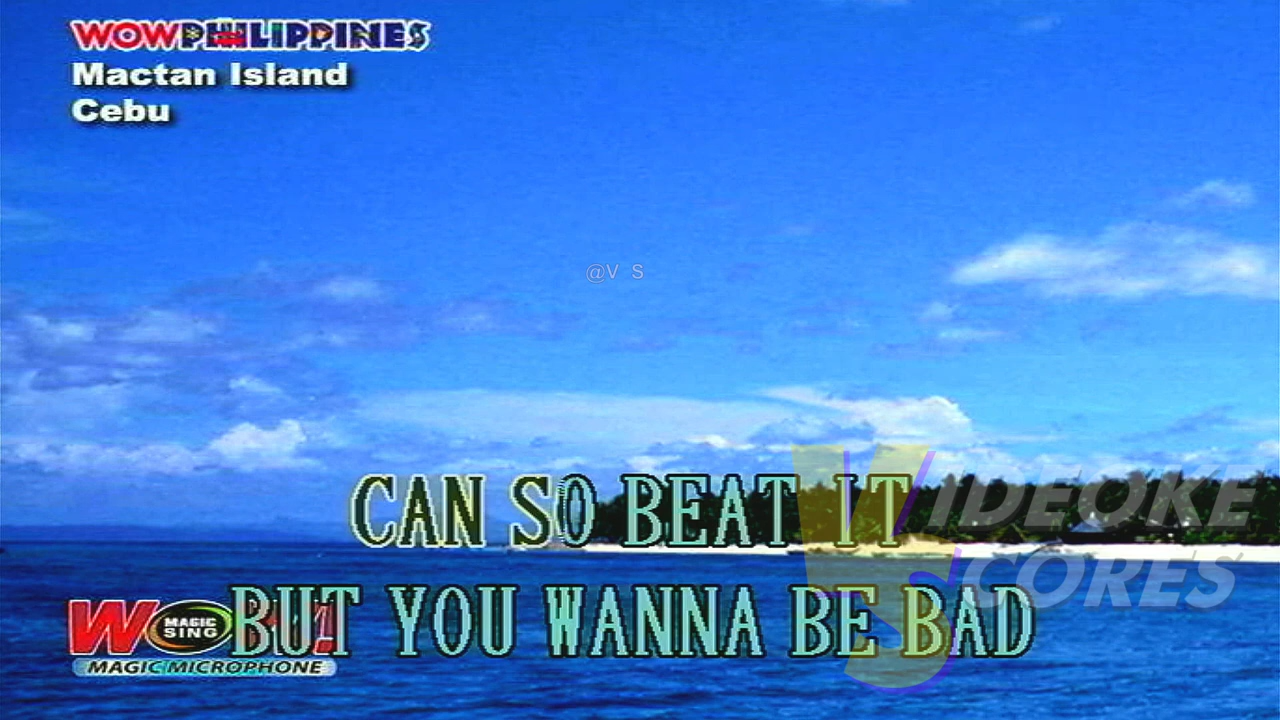 WOWPHILIPPINES
Mactan Island
Cebu
@V S
CAN SO BEAT IT
VIDEOKE
SCORES
BUT YOU WANNA BE BAD
WOW!
MAGIC
SING
MAGIC MICROPHONE